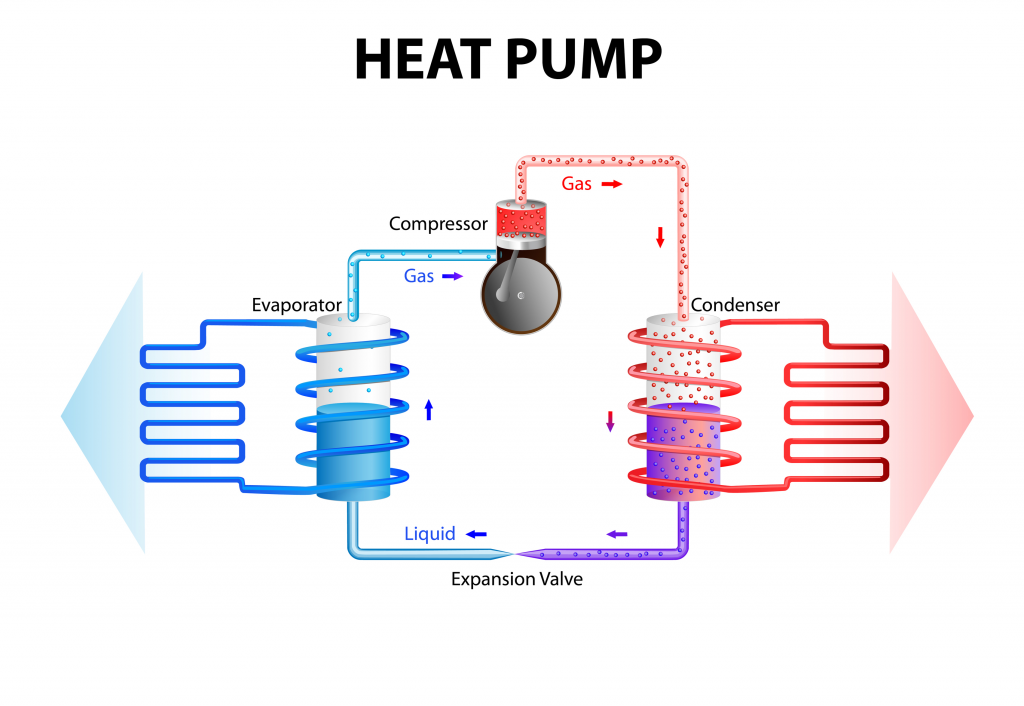 HEAT PUMP
Gas
Compressor
Gas
Evaporator
Condenser
Liquid
Expansion Valve